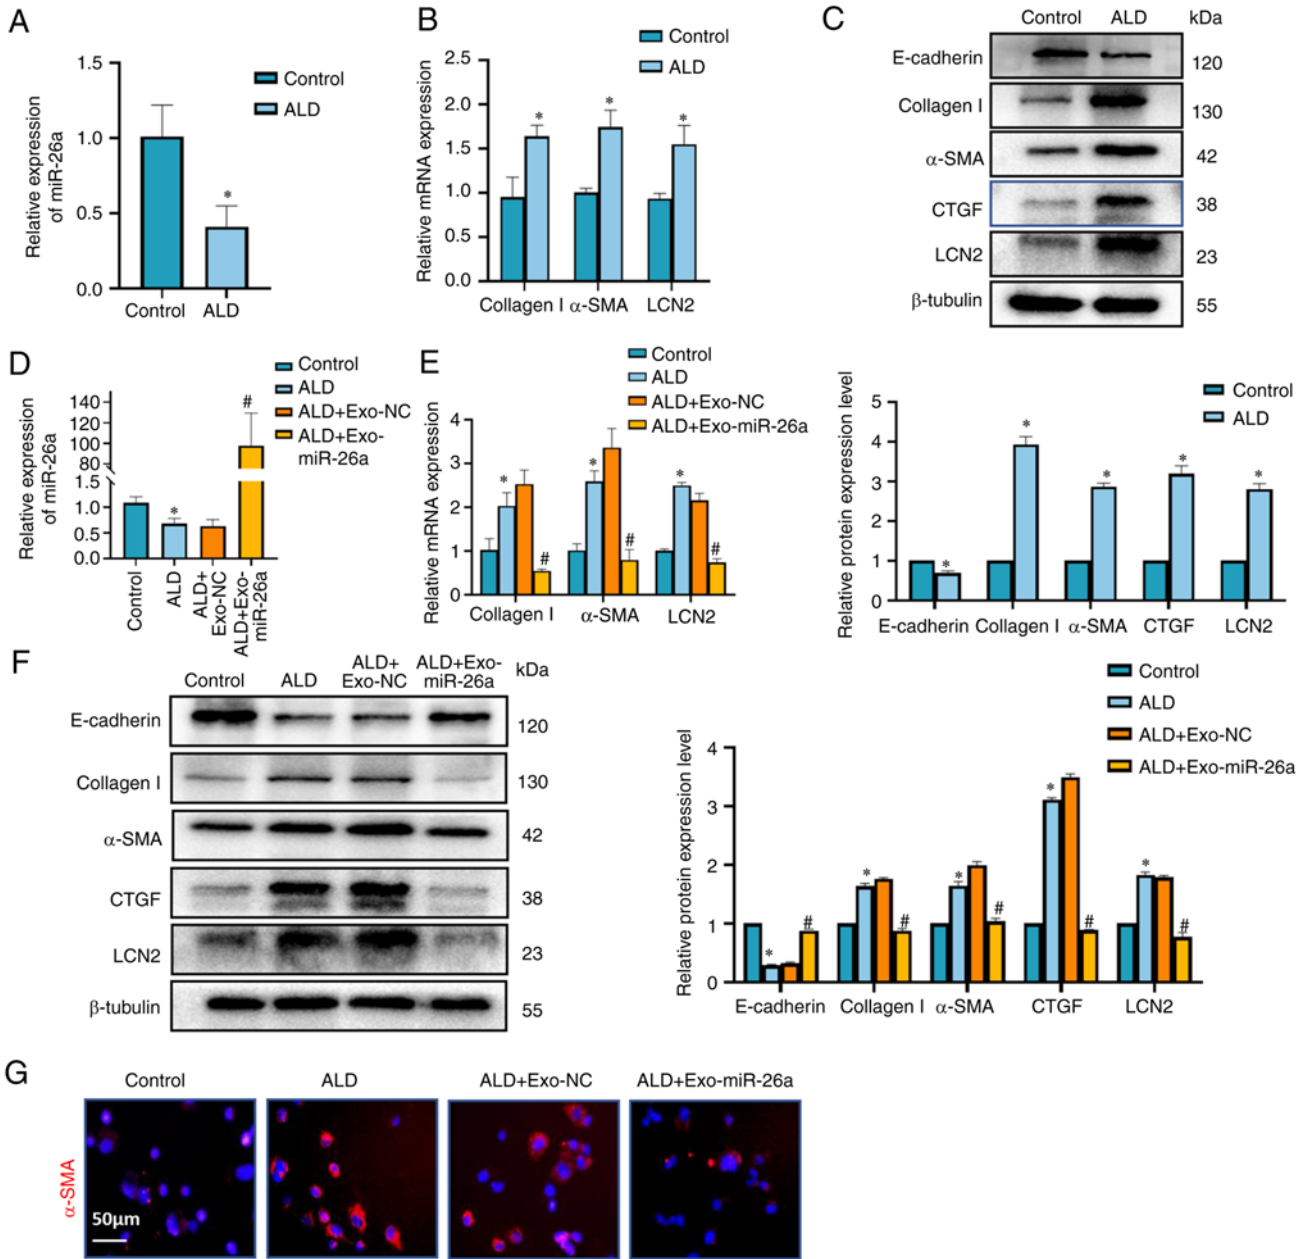 A
Relative expression
of miR-26a
1.5
1.0
0.5
0.0
*
Control
ALD
Control
ALD
B
Relative mRNA expression
2.5
2.0
1.5
1.0
0.5
0.0
*
*
*
Control
ALD
Collagen I α-SMA LCN2
C
Control ALD kDa
E-cadherin 120
Collagen I 130
α-SMA 42
CTGF 38
LCN2 23
β-tubulin 55
Relative protein expression level
5
4
3
2
1
0
*
*
*
*
*
Control
ALD
E-cadherin Collagen I α-SMA CTGF LCN2
D
Relative expression
of miR-26a
140
120
100
80
1.5
1.0
0.5
0.0
*
#
Control
ALD
ALD+Exo-NC
ALD+Exo-
miR-26a
Control
ALD
ALD+
Exo-NC
ALD+Exo-
miR-26a
E
Relative mRNA expression
4
3
2
1
0
*
#
*
#
*
#
Control
ALD
ALD+Exo-NC
ALD+Exo-miR-26a
Collagen I α-SMA LCN2
F
Control ALD ALD+
Exo-NC
ALD+Exo-
miR-26a
kDa
E-cadherin 120
Collagen I 130
α-SMA 42
CTGF 38
LCN2 23
β-tubulin 55
Relative protein expression level
4
3
2
1
0
*
#
*
#
*
#
*
#
*
#
Control
ALD
ALD+Exo-NC
ALD+Exo-miR-26a
E-cadherin Collagen I α-SMA CTGF LCN2
G
Control ALD ALD+Exo-NC ALD+Exo-miR-26a
α-SMA
50μm